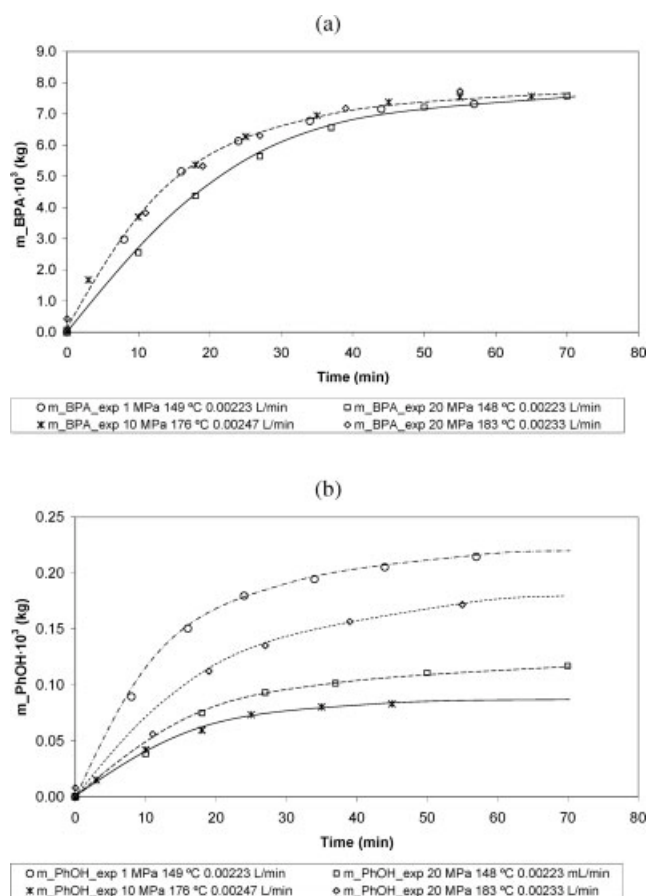 (a)
9.0
8.0
7.0
6.0
5.0
4.0
3.0
2.0
1.0
0.0
m_BPA·10³ (kg)
0 10 20 30 40 50 60 70 80
Time (min)
m_BPA_exp 1 MPa 149 ºC 0.00223 L/min m_BPA_exp 20 MPa 148 ºC 0.00223 L/min
m_BPA_exp 10 MPa 176 ºC 0.00247 L/min m_BPA_exp 20 MPa 183 ºC 0.00233 L/min
(b)
0.25
0.20
0.15
0.10
0.05
0.00
m_PhOH·10³ (kg)
0 10 20 30 40 50 60 70 80
Time (min)
m_PhOH_exp 1 MPa 149 ºC 0.00223 L/min m_PhOH_exp 20 MPa 148 ºC 0.00223 mL/min
m_PhOH_exp 10 MPa 176 ºC 0.00247 L/min m_PhOH_exp 20 MPa 183 ºC 0.00233 L/min